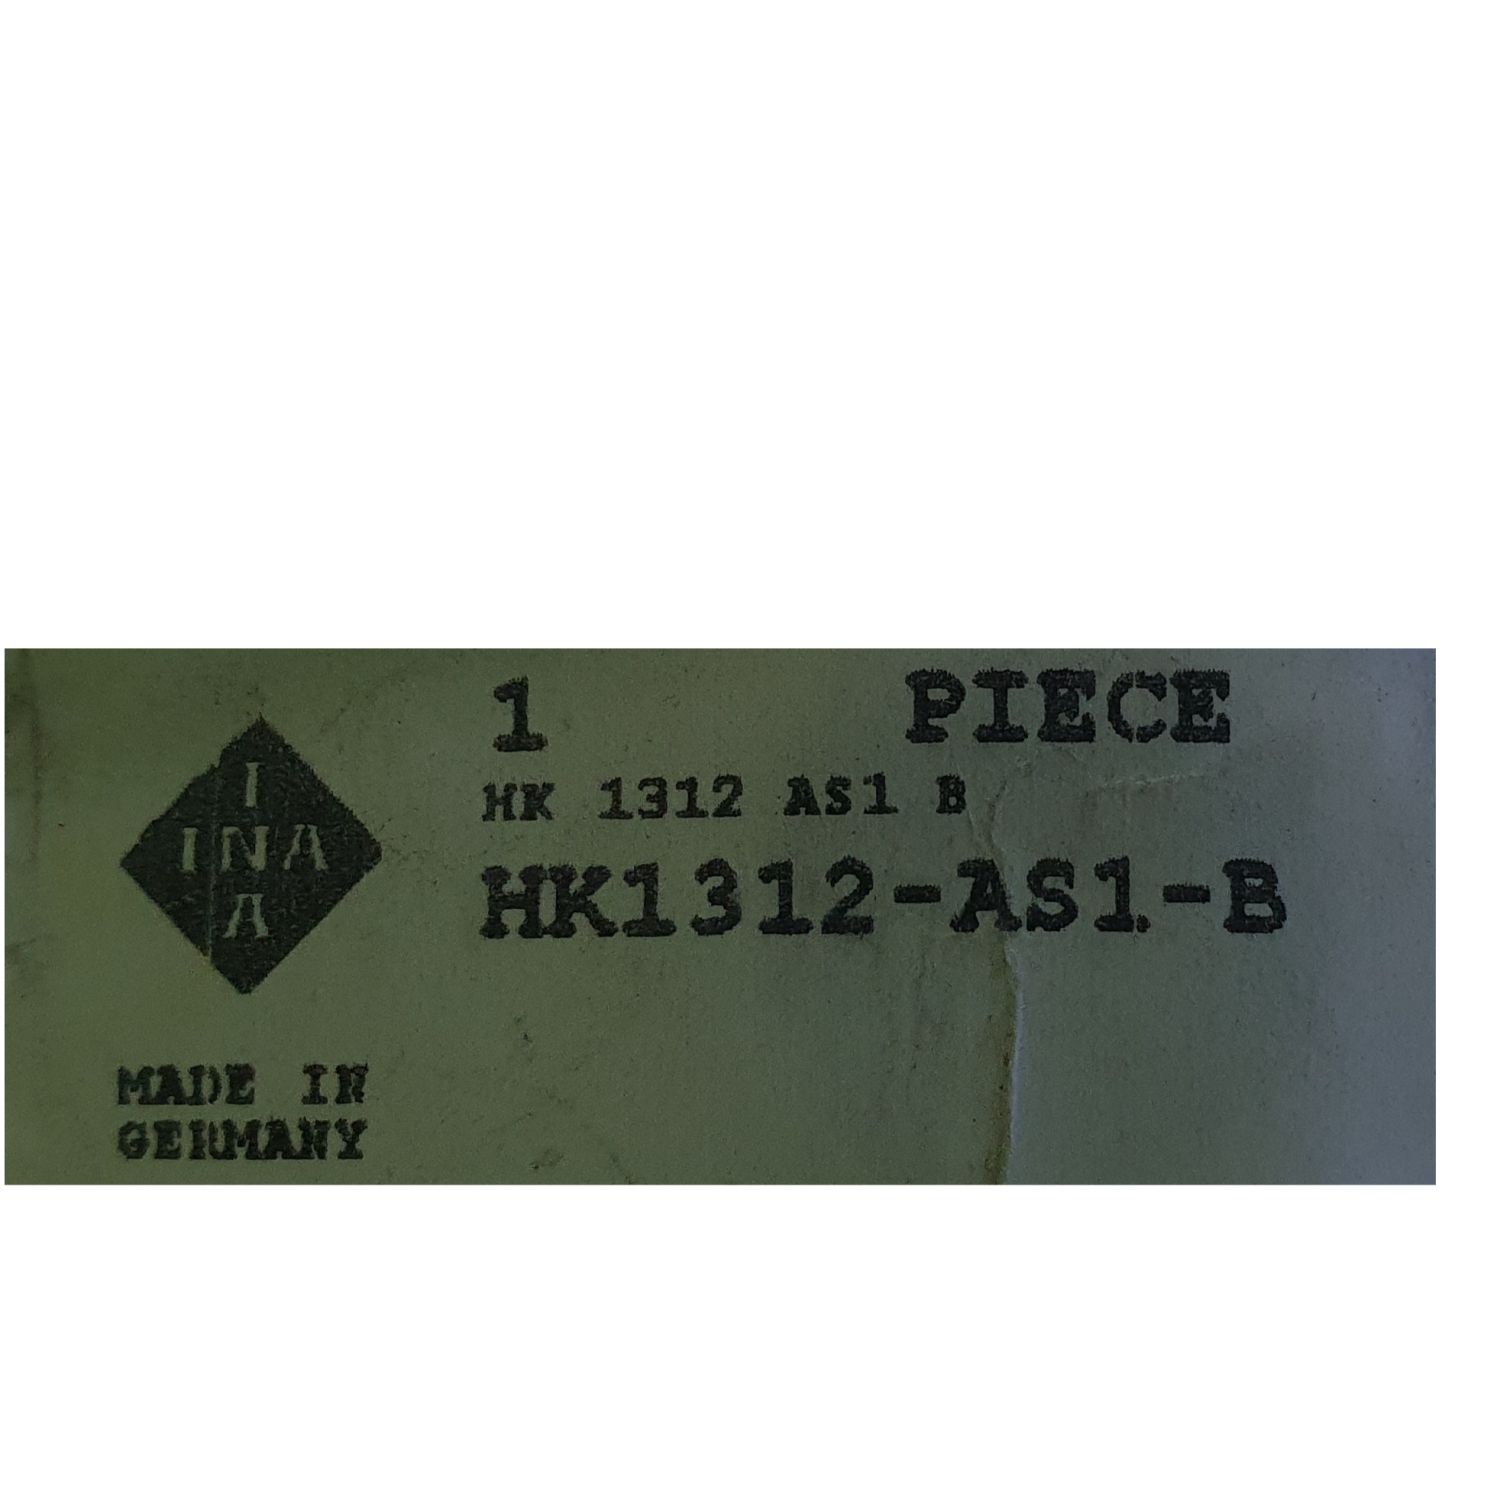 1 PIECE
HK 1312 AS1 B
HK1312-AS1-B
I
INA
A
MADE IN
GERMANY